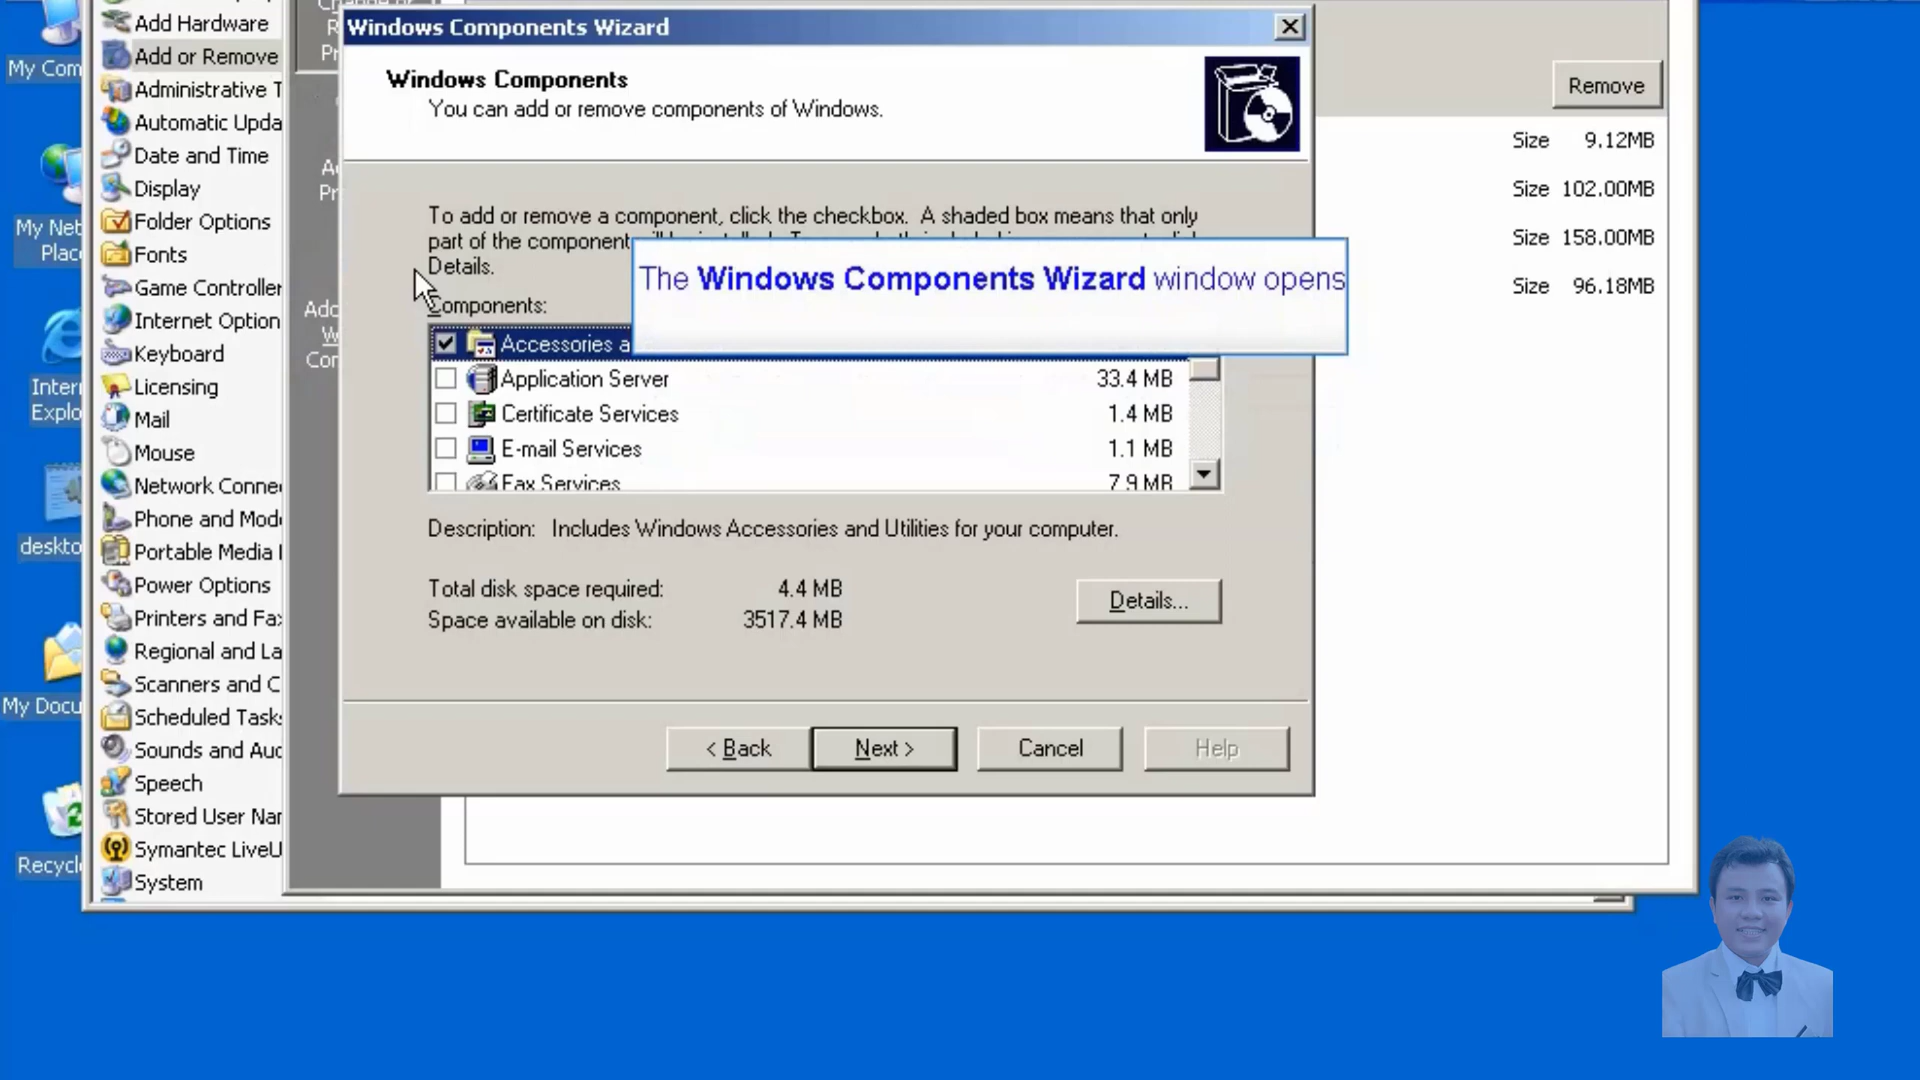 Windows Components Wizard
Windows Components
You can add or remove components of Windows.
To add or remove a component, click the checkbox. A shaded box means that only
part of the component
Details.
The Windows Components Wizard window opens
Components:
Accessories a
Application Server 33.4 MB
Certificate Services 1.4 MB
E-mail Services 1.1 MB
Fax Services 7.9 MB
Description: Includes Windows Accessories and Utilities for your computer.
Total disk space required: 4.4 MB
Space available on disk: 3517.4 MB
Details...
< Back
Next >
Cancel
Help
Remove
Size 9.12MB
Size 102.00MB
Size 158.00MB
Size 96.18MB
Add Hardware
Add or Remove
Administrative T
Automatic Upda
Date and Time
Display
Folder Options
Fonts
Game Controller
Internet Option
Keyboard
Licensing
Mail
Mouse
Network Connec
Phone and Mode
Portable Media
Power Options
Printers and Fax
Regional and La
Scanners and C
Scheduled Tasks
Sounds and Aud
Speech
Stored User Nam
Symantec LiveU
System
My Com
My Net
Place
Inter
Explo
deskto
My Docu
Recycle